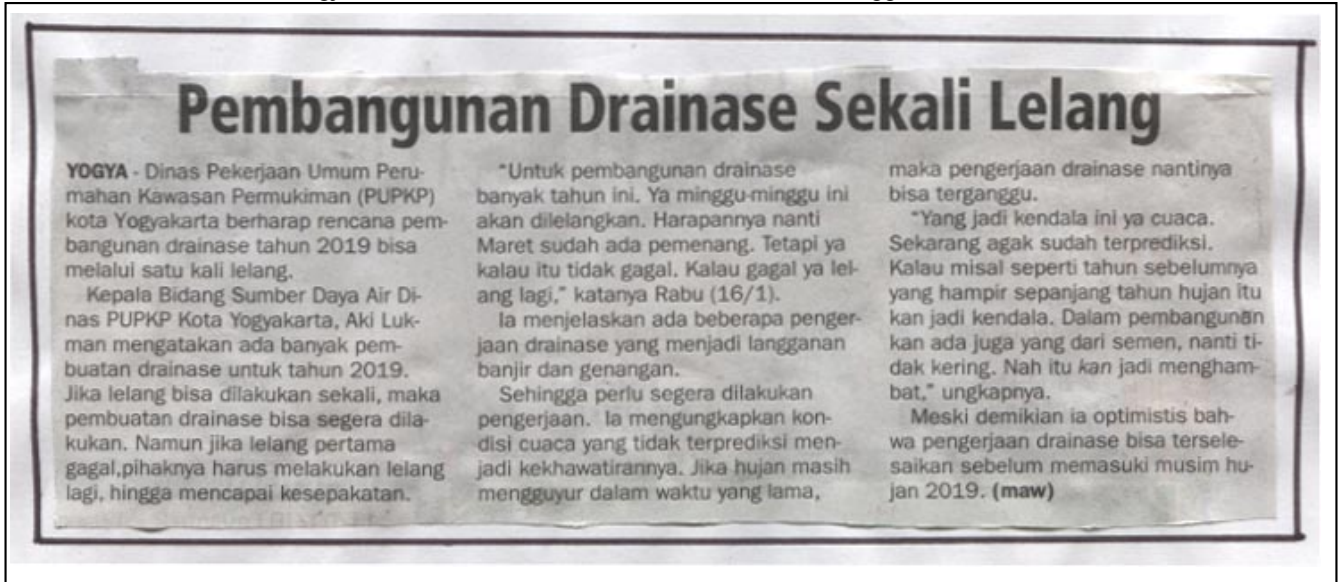 Pembangunan Drainase Sekali Lelang
YOGYA - Dinas Pekerjaan Umum Peru-
mahan Kawasan Permukiman (PUPKP)
kota Yogyakarta berharap rencana pem-
bangunan drainase tahun 2019 bisa
melalui satu kali lelang.
Kepala Bidang Sumber Daya Air Di-
nas PUPKP Kota Yogyakarta, Aki Luk-
man mengatakan ada banyak pem-
buatan drainase untuk tahun 2019.
Jika lelang bisa dilakukan sekali, maka
pembuatan drainase bisa segera dila-
kukan. Namun jika lelang pertama
gagal,pihaknya harus melakukan lelang
lagi, hingga mencapai kesepakatan.
"Untuk pembangunan drainase
banyak tahun ini. Ya minggu-minggu ini
akan dilelangkan. Harapannya nanti
Maret sudah ada pemenang. Tetapi ya
kalau itu tidak gagal. Kalau gagal ya lel-
ang lagi," katanya Rabu (16/1).
Ia menjelaskan ada beberapa penger-
jaan drainase yang menjadi langganan
banjir dan genangan.
Sehingga perlu segera dilakukan
pengerjaan. Ia mengungkapkan kon-
disi cuaca yang tidak terprediksi men-
jadi kekhawatirannya. Jika hujan masih
mengguyur dalam waktu yang lama,
maka pengerjaan drainase nantinya
bisa terganggu.
"Yang jadi kendala ini ya cuaca.
Sekarang agak sudah terprediksi.
Kalau misal seperti tahun sebelumnya
yang hampir sepanjang tahun hujan itu
kan jadi kendala. Dalam pembangunan
kan ada juga yang dari semen, nanti ti-
dak kering. Nah itu kan jadi mengham-
bat," ungkapnya.
Meski demikian ia optimistis bah-
wa pengerjaan drainase bisa tersele-
saikan sebelum memasuki musim hu-
jan 2019. (maw)